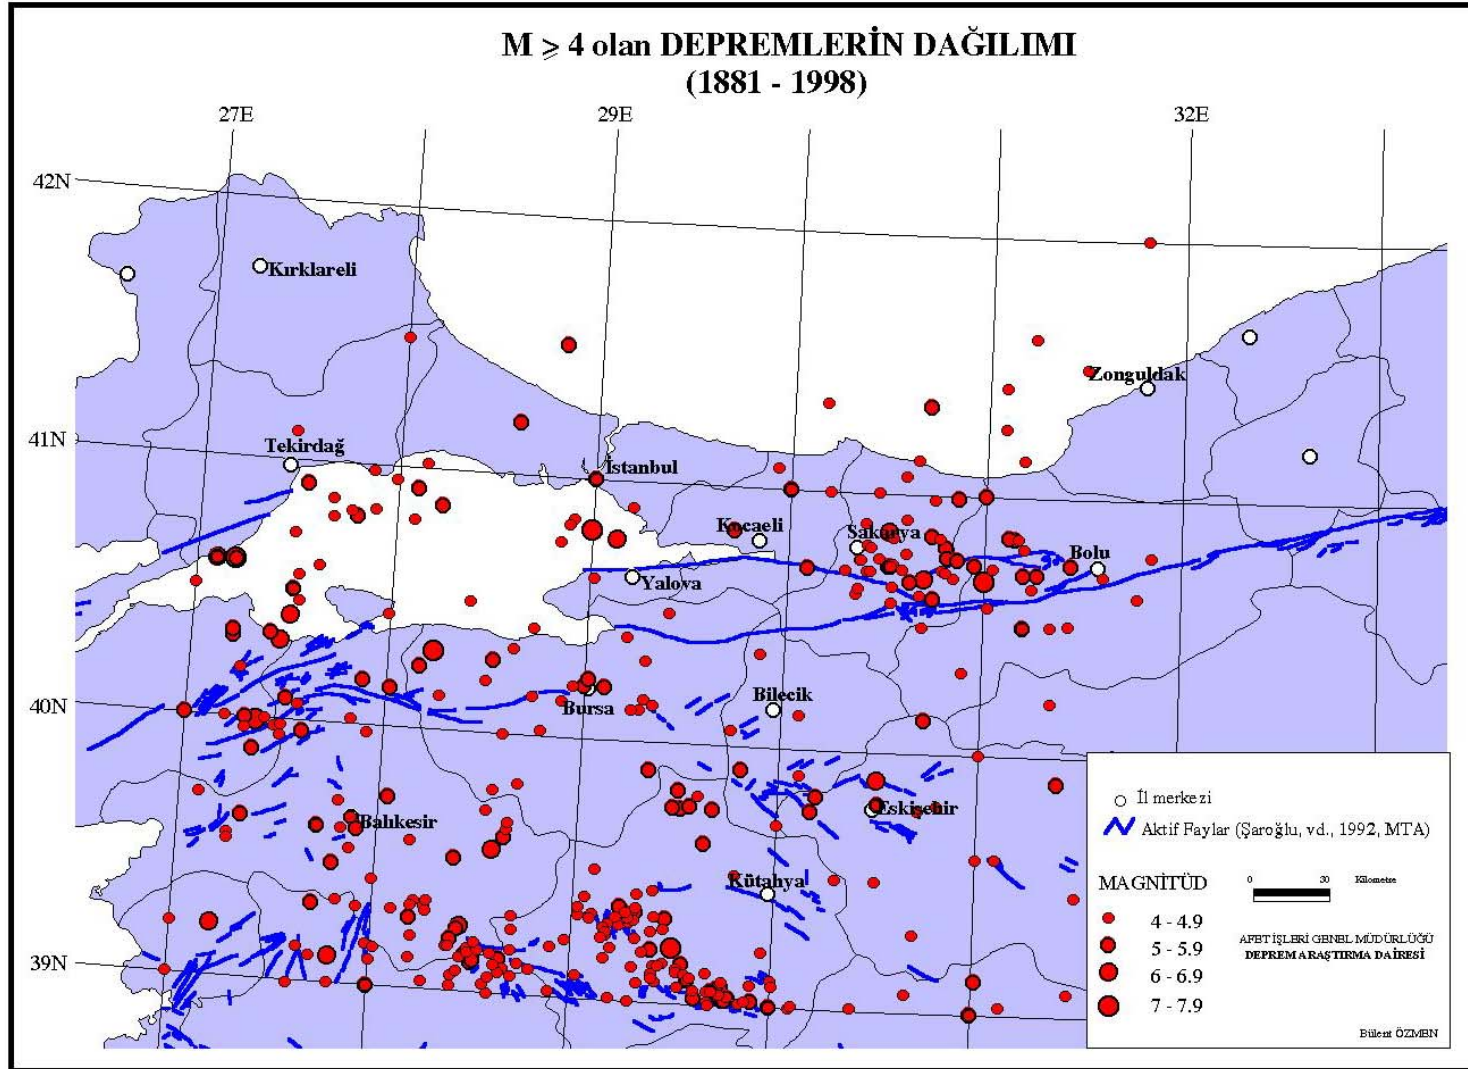 M ≥ 4 olan DEPREMLERİN DAĞILIMI
(1881 - 1998)
27E
29E
32E
42N
Kırklareli
Zonguldak
41N
Tekirdağ
İstanbul
Kocaeli
Sakarya
Bolu
Yalova
40N
Bursa
Bilecik
İl merkezi
Eskişehir
Balıkesir
Aktif Faylar (Şaroğlu, vd., 1992, MTA)
Kütahya
MAGNİTÜD
0 30 Kilometre
4 - 4.9
5 - 5.9
6 - 6.9
7 - 7.9
AFET İŞLERİ GENEL MÜDÜRLÜĞÜ
DEPREM ARAŞTIRMA DAİRESİ
39N
Bülent ÖZMEN